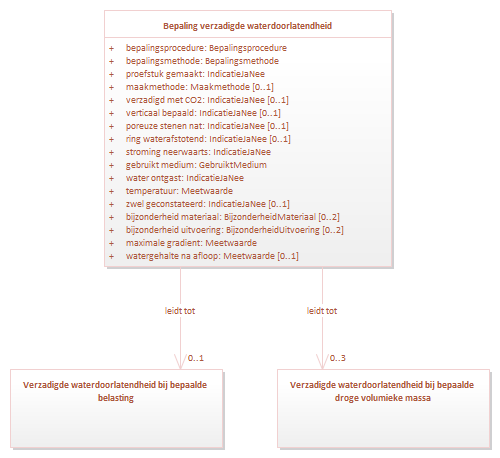 Bepaling verzadigde waterdoorlatendheid
+ bepalingsprocedure: Bepalingsprocedure
+ bepalingsmethode: Bepalingsmethode
+ proefstuk gemaakt: IndicatieJaNee
+ maakmethode: Maakmethode [0..1]
+ verzadigd met CO2: IndicatieJaNee [0..1]
+ verticaal bepaald: IndicatieJaNee [0..1]
+ poreuze stenen nat: IndicatieJaNee [0..1]
+ ring waterafstotend: IndicatieJaNee [0..1]
+ stroming neerwaarts: IndicatieJaNee
+ gebruikt medium: GebruiktMedium
+ water ontgast: IndicatieJaNee
+ temperatuur: Meetwaarde
+ zwel geconstateerd: IndicatieJaNee [0..1]
+ bijzonderheid materiaal: BijzonderheidMateriaal [0..2]
+ bijzonderheid uitvoering: BijzonderheidUitvoering [0..2]
+ maximale gradient: Meetwaarde
+ watergehalte na afloop: Meetwaarde [0..1]
leidt tot
leidt tot
0..1
0..3
Verzadigde waterdoorlatendheid bij bepaalde
belasting
Verzadigde waterdoorlatendheid bij bepaalde
droge volumieke massa